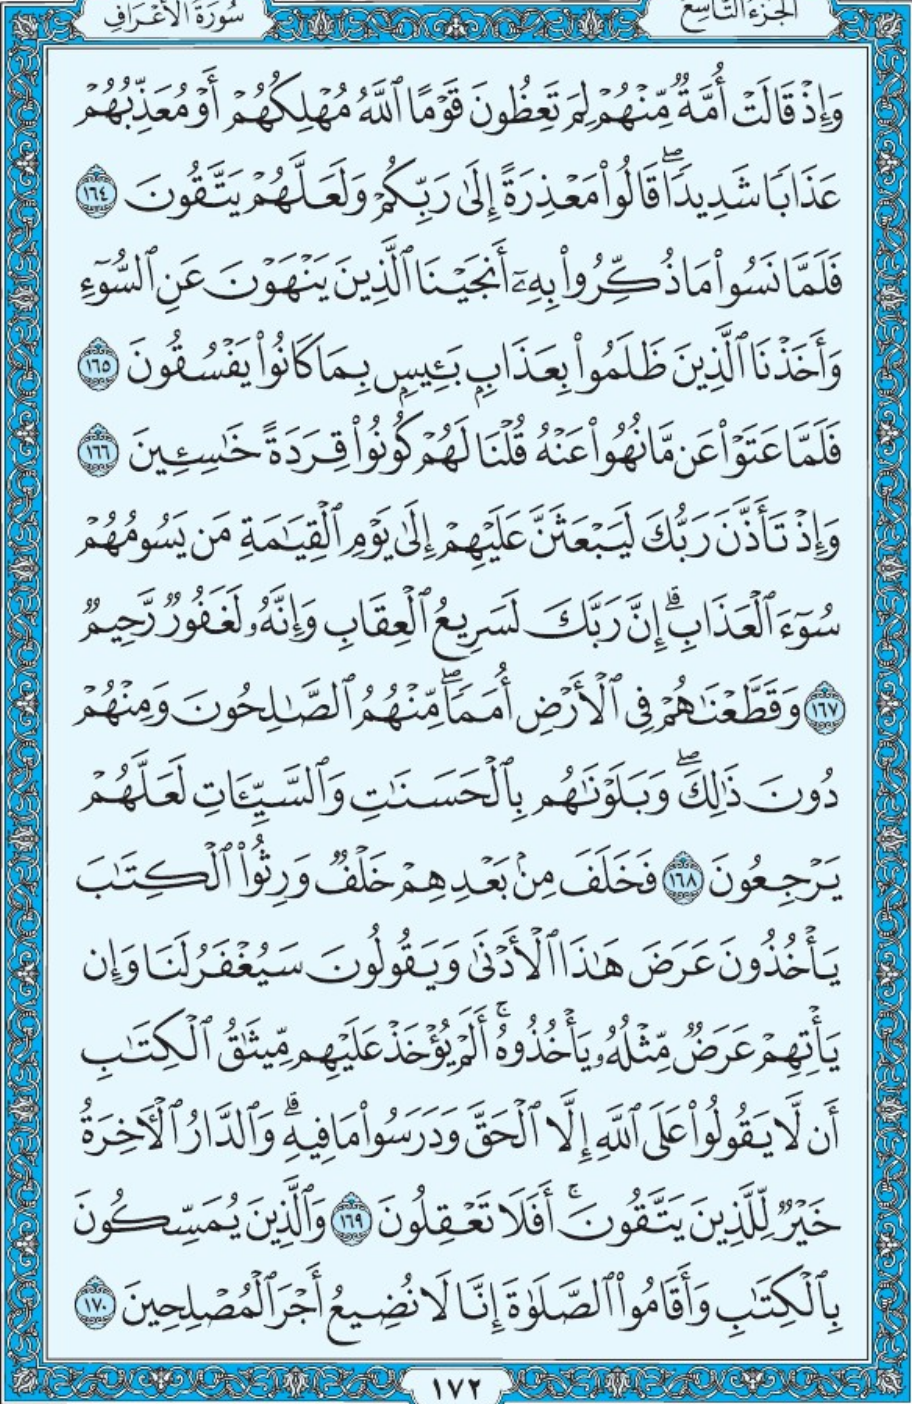 الجزء التاسع
سورة الأعراف
وَإِذْ قَالَتْ أُمَّةٌ مِّنْهُمْ لِمَ تَعِظُونَ قَوْمًا ٱللَّهُ مُهْلِكُهُمْ أَوْ مُعَذِّبُهُمْ
عَذَابًا شَدِيدًاۖ قَالُوا۟ مَعْذِرَةً إِلَىٰ رَبِّكُمْ وَلَعَلَّهُمْ يَتَّقُونَ ١٦٤
فَلَمَّا نَسُوا۟ مَا ذُكِّرُوا۟ بِهِۦٓ أَنجَيْنَا ٱلَّذِينَ يَنْهَوْنَ عَنِ ٱلسُّوٓءِ
وَأَخَذْنَا ٱلَّذِينَ ظَلَمُوا۟ بِعَذَابٍۭ بَـِٔيسٍۭ بِمَا كَانُوا۟ يَفْسُقُونَ ١٦٥
فَلَمَّا عَتَوْا۟ عَن مَّا نُهُوا۟ عَنْهُ قُلْنَا لَهُمْ كُونُوا۟ قِرَدَةً خَـٰسِـِٔينَ ١٦٦
وَإِذْ تَأَذَّنَ رَبُّكَ لَيَبْعَثَنَّ عَلَيْهِمْ إِلَىٰ يَوْمِ ٱلْقِيَـٰمَةِ مَن يَسُومُهُمْ
سُوٓءَ ٱلْعَذَابِۗ إِنَّ رَبَّكَ لَسَرِيعُ ٱلْعِقَابِ وَإِنَّهُۥ لَغَفُورٌ رَّحِيمٌ
١٦٧ وَقَطَّعْنَـٰهُمْ فِى ٱلْأَرْضِ أُمَمًاۖ مِّنْهُمُ ٱلصَّـٰلِحُونَ وَمِنْهُمْ
دُونَ ذَٰلِكَۖ وَبَلَوْنَـٰهُم بِٱلْحَسَنَـٰتِ وَٱلسَّيِّـَٔاتِ لَعَلَّهُمْ
يَرْجِعُونَ ١٦٨ فَخَلَفَ مِنۢ بَعْدِهِمْ خَلْفٌ وَرِثُوا۟ ٱلْكِتَـٰبَ
يَأْخُذُونَ عَرَضَ هَـٰذَا ٱلْأَدْنَىٰ وَيَقُولُونَ سَيُغْفَرُ لَنَا وَإِن
يَأْتِهِمْ عَرَضٌ مِّثْلُهُۥ يَأْخُذُوهُۚ أَلَمْ يُؤْخَذْ عَلَيْهِم مِّيثَـٰقُ ٱلْكِتَـٰبِ
أَن لَّا يَقُولُوا۟ عَلَى ٱللَّهِ إِلَّا ٱلْحَقَّ وَدَرَسُوا۟ مَا فِيهِۗ وَٱلدَّارُ ٱلْـَٔاخِرَةُ
خَيْرٌ لِّلَّذِينَ يَتَّقُونَۚ أَفَلَا تَعْقِلُونَ ١٦٩ وَٱلَّذِينَ يُمَسِّكُونَ
بِٱلْكِتَـٰبِ وَأَقَامُوا۟ ٱلصَّلَوٰةَ إِنَّا لَا نُضِيعُ أَجْرَ ٱلْمُصْلِحِينَ ١٧٠
١٧٢